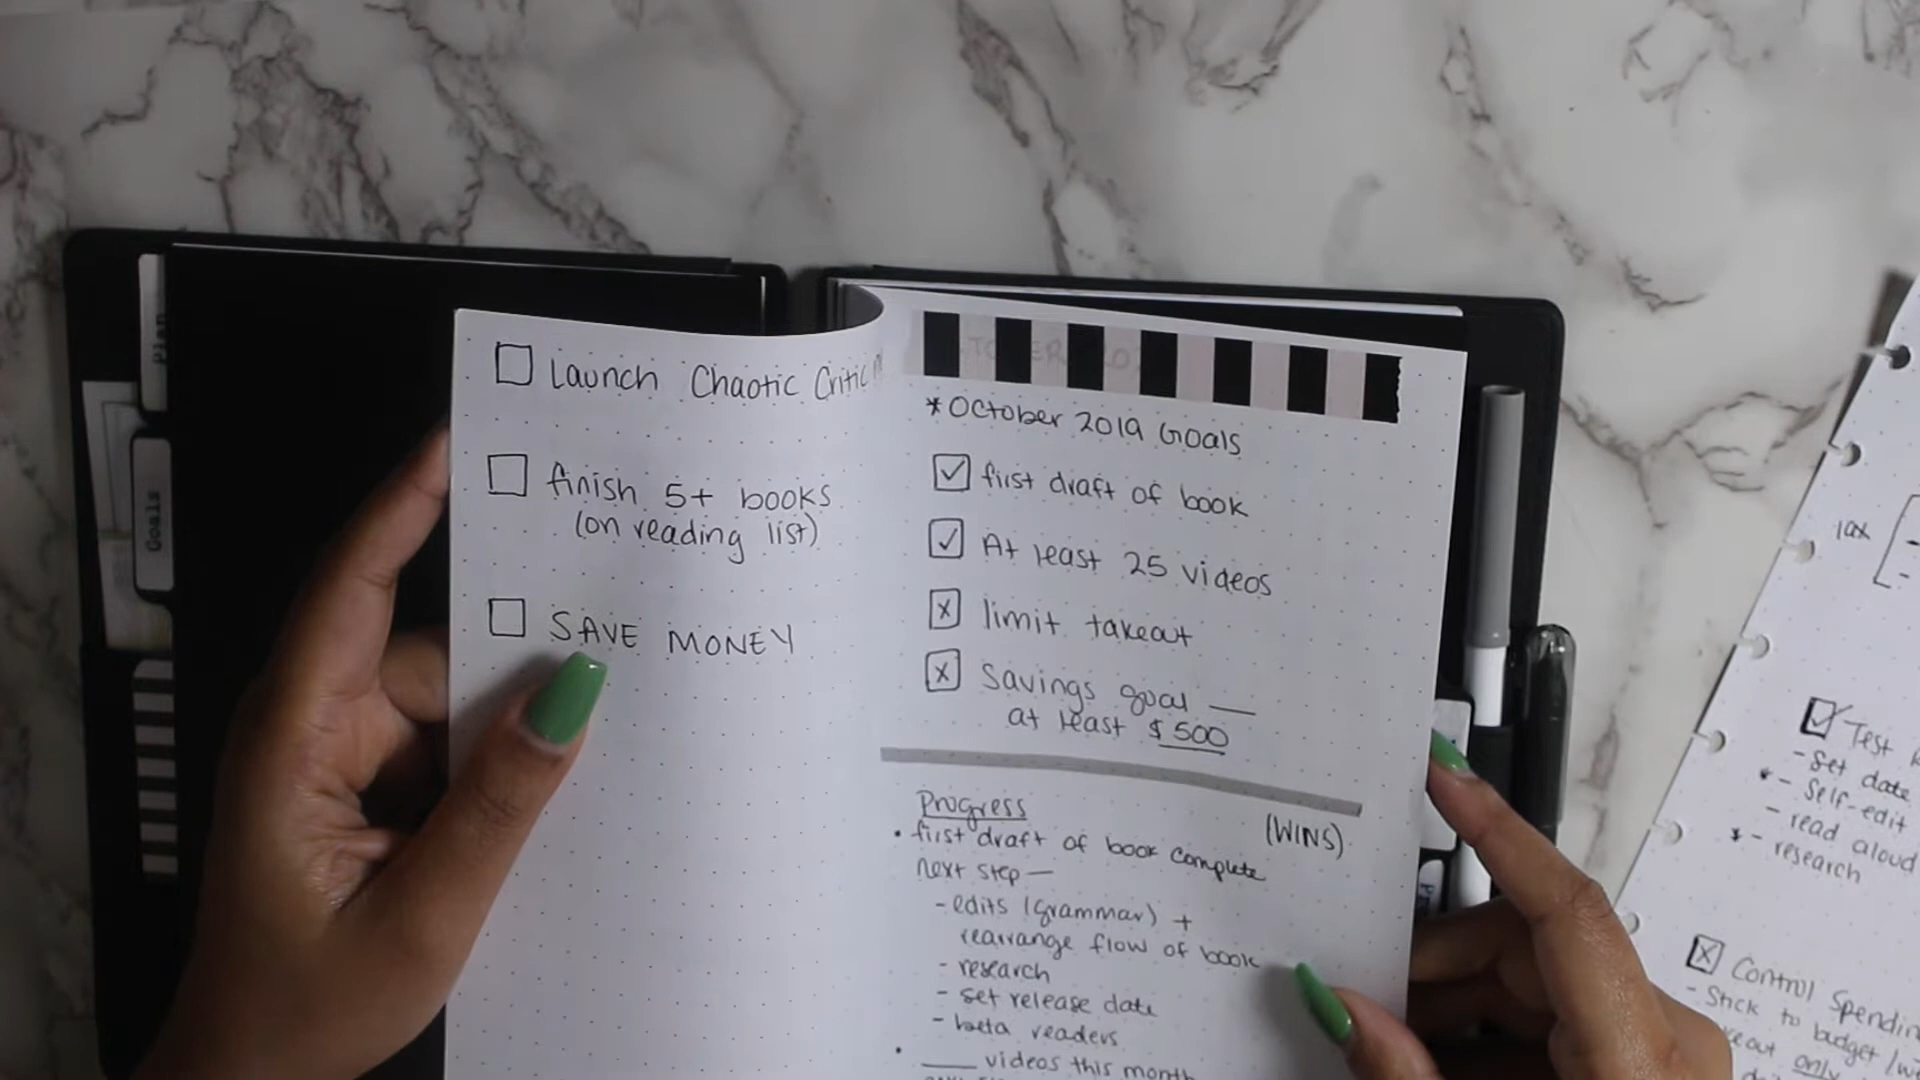 Plan
Goals
Launch Chaotic Critic
finish 5+ books
(on reading list)
SAVE MONEY
*October 2019 Goals
first draft of book
At least 25 videos
limit takeout
Savings goal __
at least $500
Progress
(WINS)
• first draft of book complete
next step —
- edits (grammar) +
rearrange flow of book
- research
- set release date
- beta readers
• ___ videos this month
Test
- Set date
* - Self-edit
- read aloud
* - research
Control Spendin
- Stick to budget
only